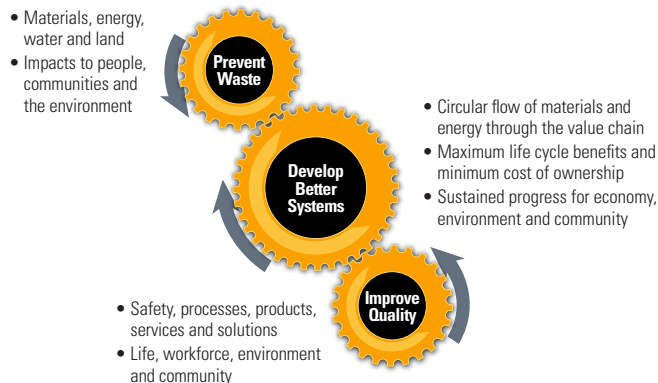 • Materials, energy,
water and land
• Impacts to people,
communities and
the environment
Prevent
Waste
• Circular flow of materials and
energy through the value chain
• Maximum life cycle benefits and
minimum cost of ownership
• Sustained progress for economy,
environment and community
Develop
Better
Systems
Improve
Quality
• Safety, processes, products,
services and solutions
• Life, workforce, environment
and community